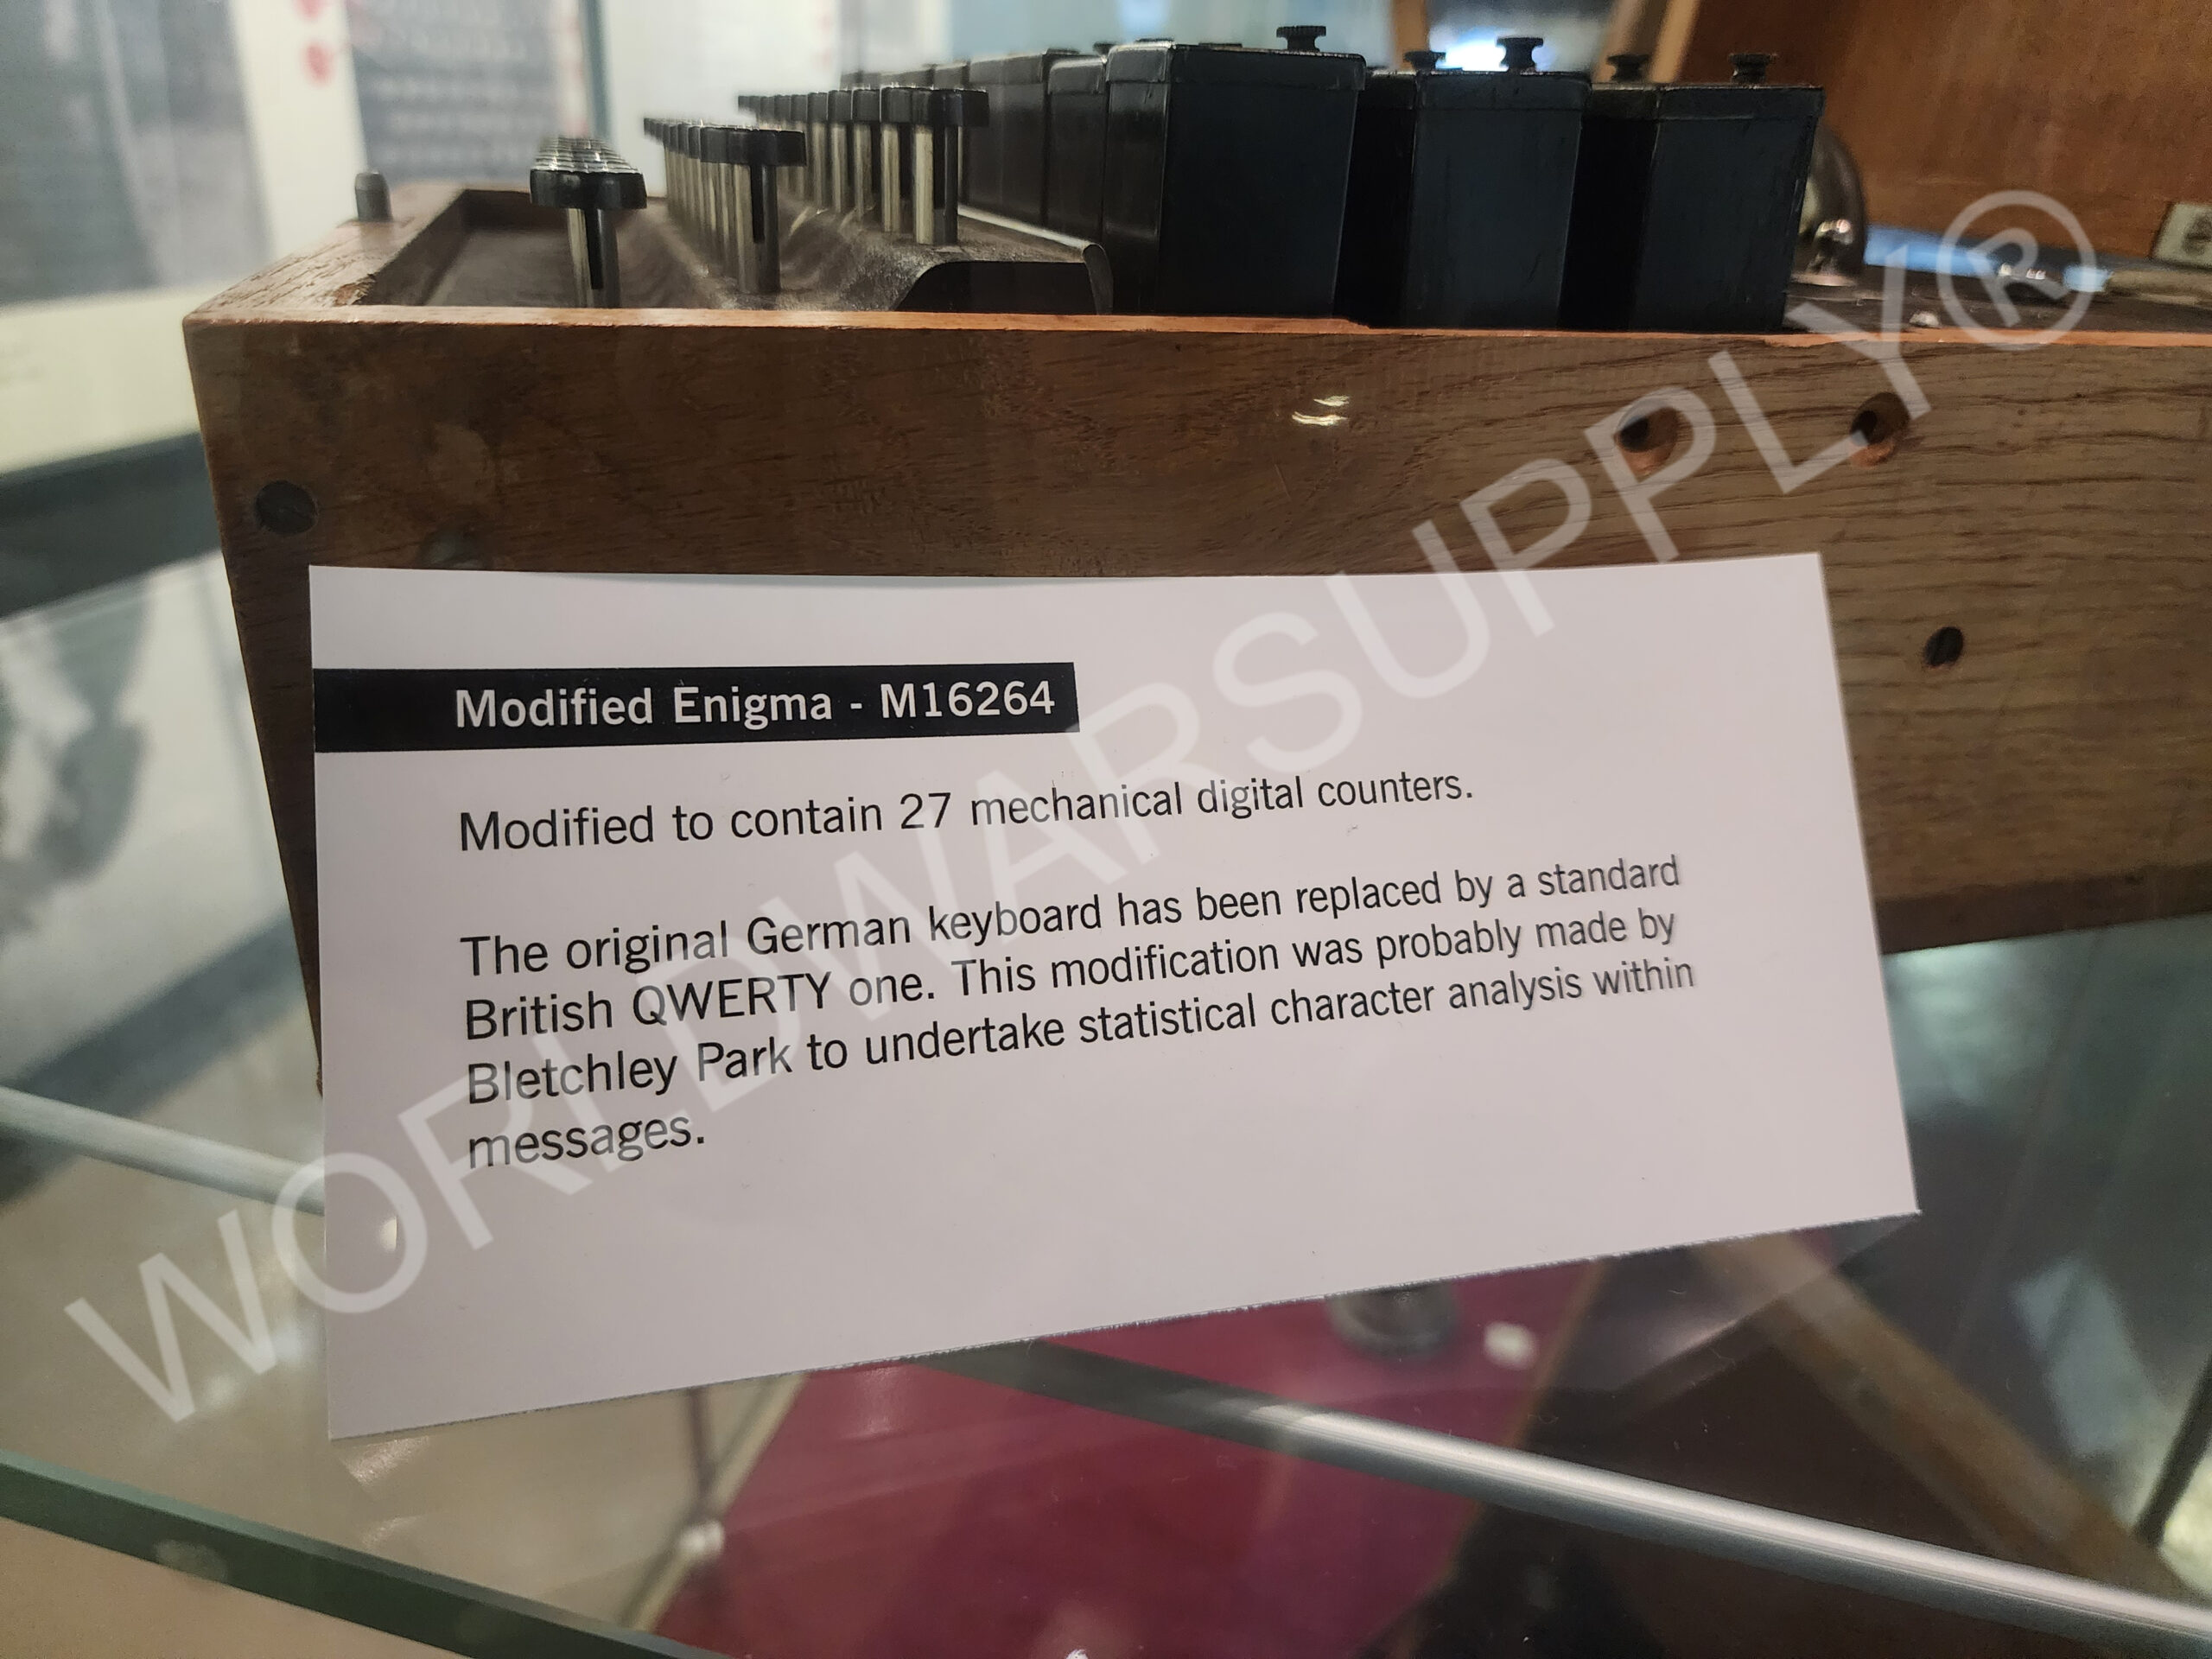 Modified Enigma - M16264
Modified to contain 27 mechanical digital counters.
The original German keyboard has been replaced by a standard
British QWERTY one. This modification was probably made by
Bletchley Park to undertake statistical character analysis within
messages.
WORLDWARSUPPLY®